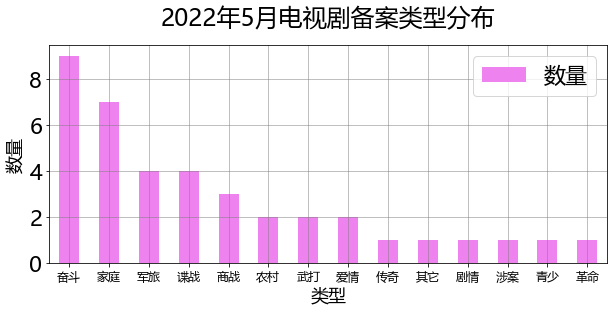 2022年5月电视剧备案类型分布
数量
数量
8
6
4
2
0
奋斗 家庭 军旅 谍战 商战 农村 武打 爱情 传奇 其它 剧情 涉案 青少 革命
类型